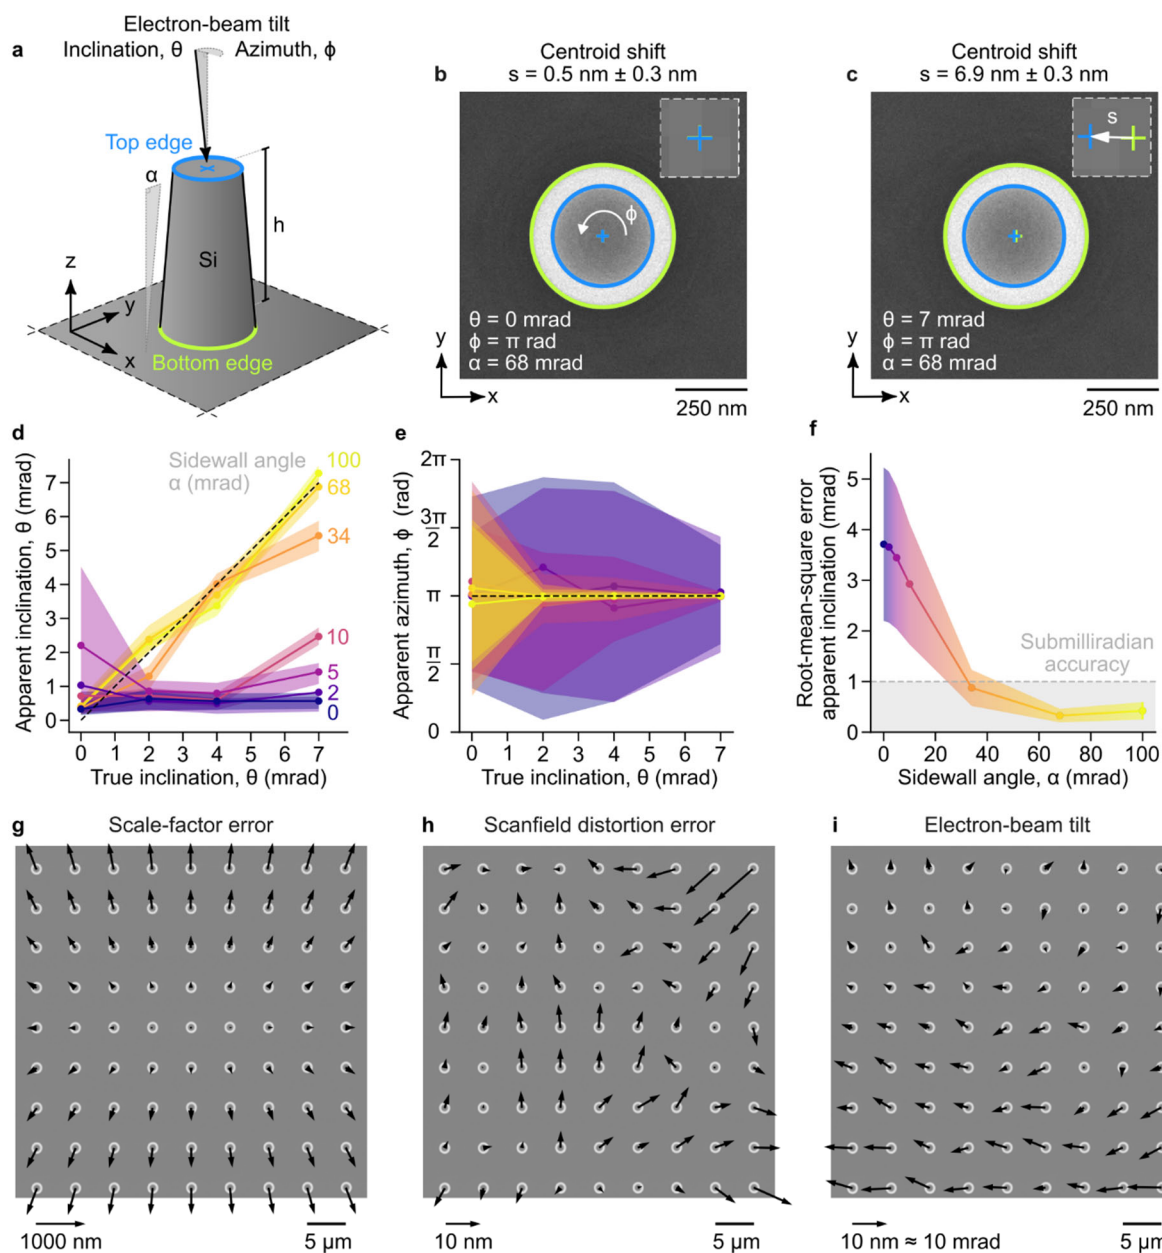 a
Electron-beam tilt
Inclination, θ
Azimuth, ϕ
Top edge
α
h
Si
z
y
x
Bottom edge
b
Centroid shift
s = 0.5 nm ± 0.3 nm
ϕ
θ = 0 mrad
ϕ = π rad
α = 68 mrad
y
x
250 nm
c
Centroid shift
s = 6.9 nm ± 0.3 nm
s
θ = 7 mrad
ϕ = π rad
α = 68 mrad
y
x
250 nm
d
Apparent inclination, θ (mrad)
7
6
5
4
3
2
1
0
Sidewall angle
α (mrad)
100
68
34
10
5
2
0
0 1 2 3 4 5 6 7
True inclination, θ (mrad)
e
Apparent azimuth, ϕ (rad)
2π
3π
2
π
π
2
0
0 1 2 3 4 5 6 7
True inclination, θ (mrad)
f
Root-mean-square error
apparent inclination (mrad)
5
4
3
2
1
0
Submilliradian
accuracy
0 20 40 60 80 100
Sidewall angle, α (mrad)
g
Scale-factor error
1000 nm
5 µm
h
Scanfield distortion error
10 nm
5 µm
i
Electron-beam tilt
10 nm ≈ 10 mrad
5 µm